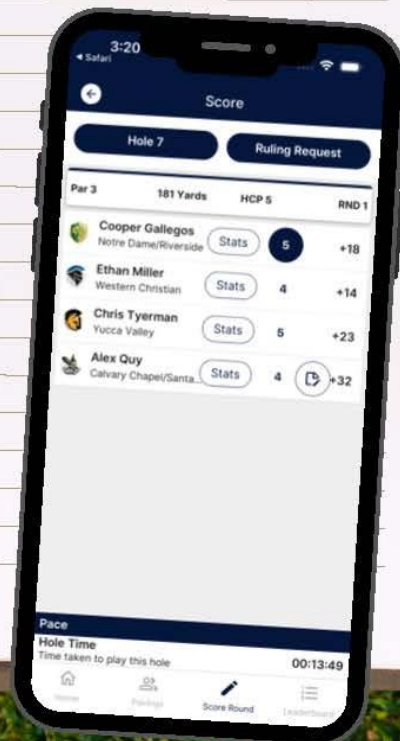 3:20
Safari
Score
Hole 7
Ruling Request
Par 3 181 Yards HCP 5 RND 1
Cooper Gallegos
Notre Dame/Riverside Stats 5 +18
Ethan Miller
Western Christian Stats 4 +14
Chris Tyerman
Yucca Valley Stats 5 +23
Alex Quy
Calvary Chapel/Santa... Stats 4 +32
Pace
Hole Time
Time taken to play this hole 00:13:49
Home Pairings Score Round Leaderboard